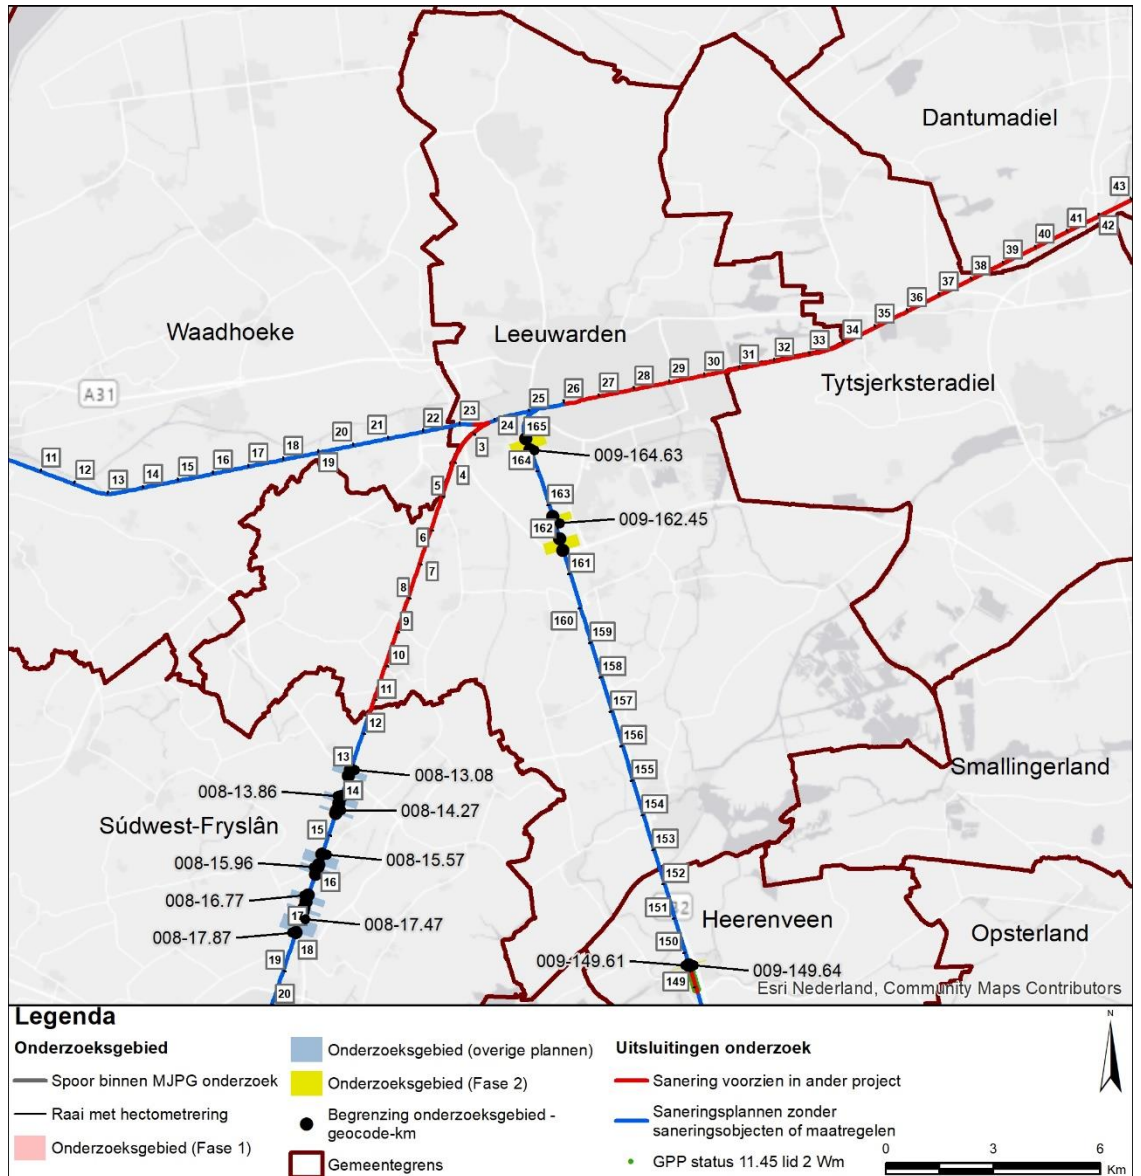 Dantumadiel
43
41
42
40
39
38
37
36
35
34
Waadhoeke
Leeuwarden
33
32
31
30
29
28
27
26
25
Tytsjerksteradiel
A31
24
23
22
21
20
19
18
17
16
15
14
13
12
11
3
4
5
6
7
8
9
10
11
12
165
164
009-164.63
163
162
009-162.45
161
160
159
158
157
156
155
154
153
152
151
150
149
Smallingerland
13
008-13.08
008-13.86
14
008-14.27
Súdwest-Fryslân
15
008-15.57
008-15.96
16
008-16.77
17
008-17.47
008-17.87
18
19
20
Heerenveen
Opsterland
009-149.61
009-149.64
Esri Nederland, Community Maps Contributors
Legenda
Onderzoeksgebied
Spoor binnen MJPG onderzoek
Raai met hectometrering
Onderzoeksgebied (Fase 1)
Onderzoeksgebied (overige plannen)
Onderzoeksgebied (Fase 2)
Begrenzing onderzoeksgebied -
geocode-km
Gemeentegrens
Uitsluitingen onderzoek
Sanering voorzien in ander project
Saneringsplannen zonder
saneringsobjecten of maatregelen
GPP status 11.45 lid 2 Wm
N
0 3 6
Km